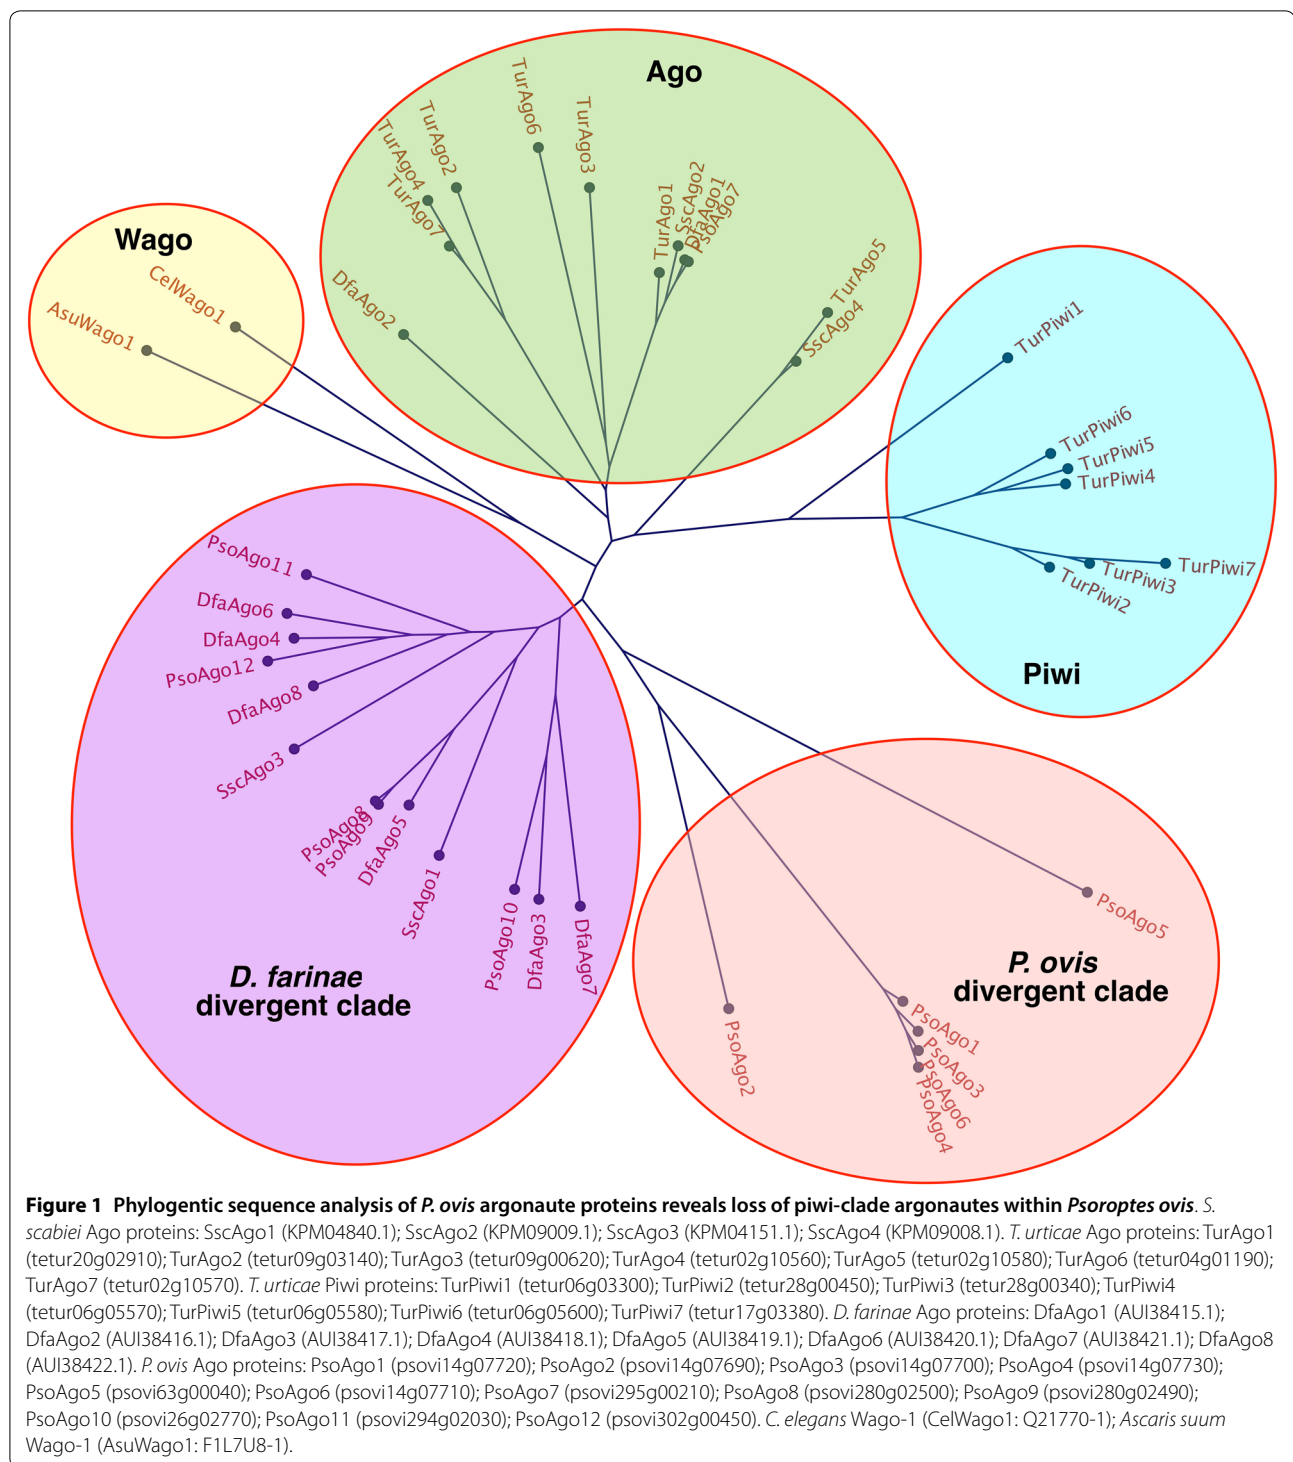 Ago
TurAgo6
TurAgo3
TurAgo2
TurAgo4
TurAgo7
TurAgo1
SscAgo2
DfaAgo1
PsoAgo7
DfaAgo2
TurAgo5
SscAgo4
Wago
CelWago1
AsuWago1
TurPiwi1
TurPiwi6
TurPiwi5
TurPiwi4
TurPiwi7
TurPiwi3
TurPiwi2
Piwi
PsoAgo11
DfaAgo6
DfaAgo4
PsoAgo12
DfaAgo8
SscAgo3
PsoAgo8
PsoAgo9
DfaAgo5
SscAgo1
PsoAgo10
DfaAgo3
DfaAgo7
D. farinae
divergent clade
PsoAgo5
P. ovis
divergent clade
PsoAgo1
PsoAgo3
PsoAgo6
PsoAgo4
PsoAgo2
Figure 1 Phylogentic sequence analysis of P. ovis argonaute proteins reveals loss of piwi-clade argonautes within Psoroptes ovis. S.
scabiei Ago proteins: SscAgo1 (KPM04840.1); SscAgo2 (KPM09009.1); SscAgo3 (KPM04151.1); SscAgo4 (KPM09008.1). T. urticae Ago proteins: TurAgo1
(tetur20g02910); TurAgo2 (tetur09g03140); TurAgo3 (tetur09g00620); TurAgo4 (tetur02g10560); TurAgo5 (tetur02g10580); TurAgo6 (tetur04g01190);
TurAgo7 (tetur02g10570). T. urticae Piwi proteins: TurPiwi1 (tetur06g03300); TurPiwi2 (tetur28g00450); TurPiwi3 (tetur28g00340); TurPiwi4
(tetur06g05570); TurPiwi5 (tetur06g05580); TurPiwi6 (tetur06g05600); TurPiwi7 (tetur17g03380). D. farinae Ago proteins: DfaAgo1 (AUI38415.1);
DfaAgo2 (AUI38416.1); DfaAgo3 (AUI38417.1); DfaAgo4 (AUI38418.1); DfaAgo5 (AUI38419.1); DfaAgo6 (AUI38420.1); DfaAgo7 (AUI38421.1); DfaAgo8
(AUI38422.1). P. ovis Ago proteins: PsoAgo1 (psovi14g07720); PsoAgo2 (psovi14g07690); PsoAgo3 (psovi14g07700); PsoAgo4 (psovi14g07730);
PsoAgo5 (psovi63g00040); PsoAgo6 (psovi14g07710); PsoAgo7 (psovi295g00210); PsoAgo8 (psovi280g02500); PsoAgo9 (psovi280g02490);
PsoAgo10 (psovi26g02770); PsoAgo11 (psovi294g02030); PsoAgo12 (psovi302g00450). C. elegans Wago-1 (CelWago1: Q21770-1); Ascaris suum
Wago-1 (AsuWago1: F1L7U8-1).